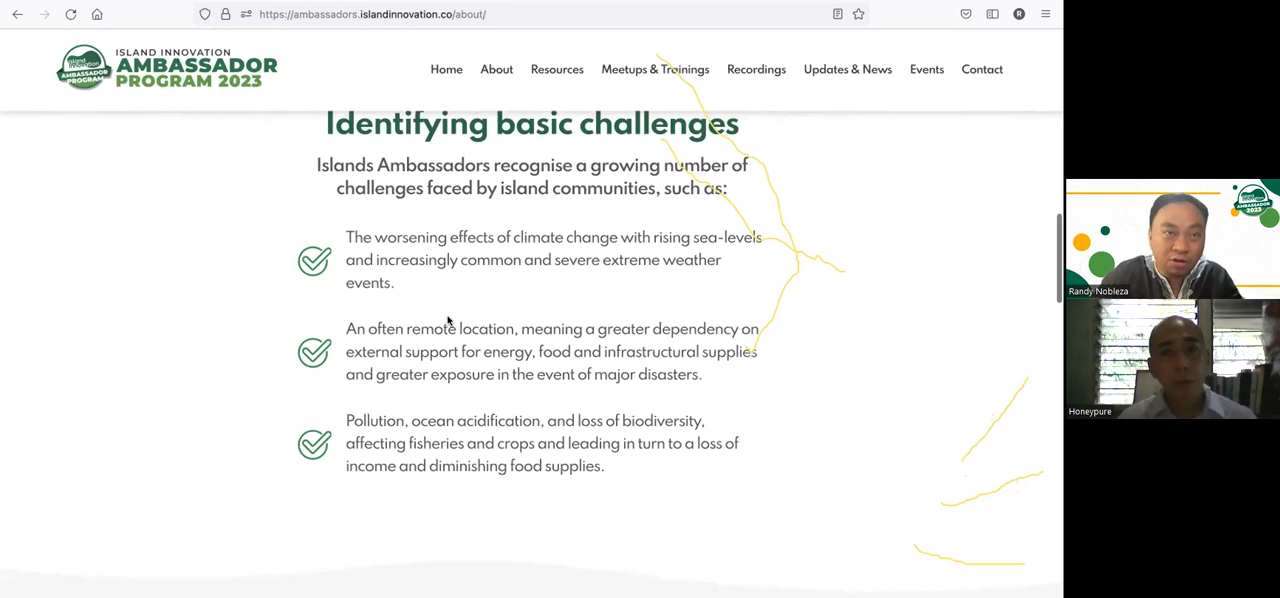 https://ambassadors.islandinnovation.co/about/
R
ISLAND INNOVATION
AMBASSADOR
PROGRAM 2023
Home About Resources Meetups & Trainings Recordings Updates & News Events Contact
Identifying basic challenges
Islands Ambassadors recognise a growing number of
challenges faced by island communities, such as:
The worsening effects of climate change with rising sea-levels
and increasingly common and severe extreme weather
events.
An often remote location, meaning a greater dependency on
external support for energy, food and infrastructural supplies
and greater exposure in the event of major disasters.
Pollution, ocean acidification, and loss of biodiversity,
affecting fisheries and crops and leading in turn to a loss of
income and diminishing food supplies.
Randy Nobleza
Honeypure